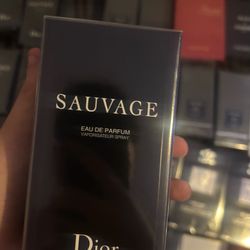 SAUVAGE
EAU DE PARFUM
VAPORISATEUR SPRAY
Dior